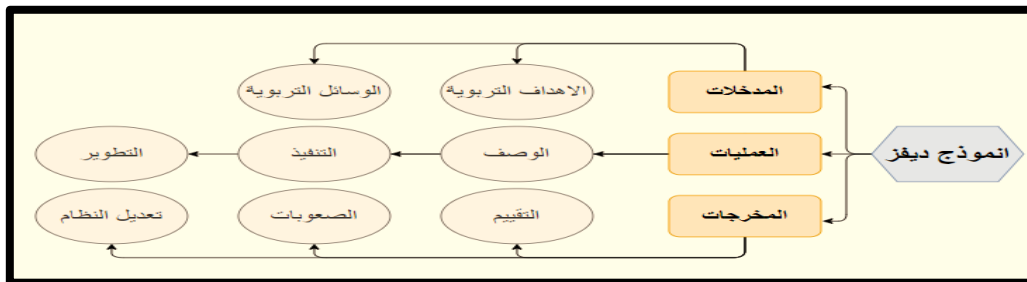 انموذج ديفز
المدخلات
الاهداف التربوية
الوسائل التربوية
العمليات
الوصف
التنفيذ
التطوير
المخرجات
التقييم
الصعوبات
تعديل النظام